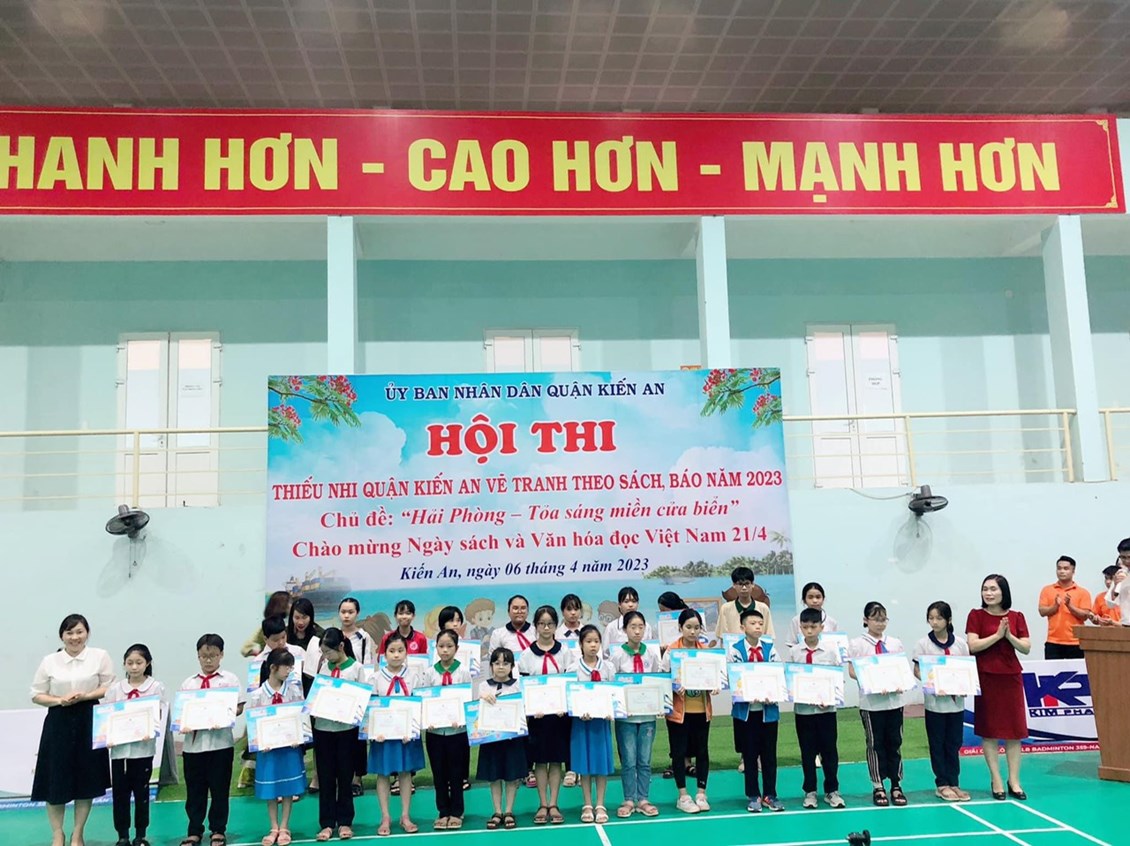 HANH HƠN - CAO HƠN - MẠNH HƠN
ỦY BAN NHÂN DÂN QUẬN KIẾN AN
HỘI THI
THIẾU NHI QUẬN KIẾN AN VẼ TRANH THEO SÁCH, BÁO NĂM 2023
Chủ đề: “Hải Phòng – Tỏa sáng miền cửa biển”
Chào mừng Ngày sách và Văn hóa đọc Việt Nam 21/4
Kiến An, ngày 06 tháng 4 năm 2023
KIM PHA
BADMINTON